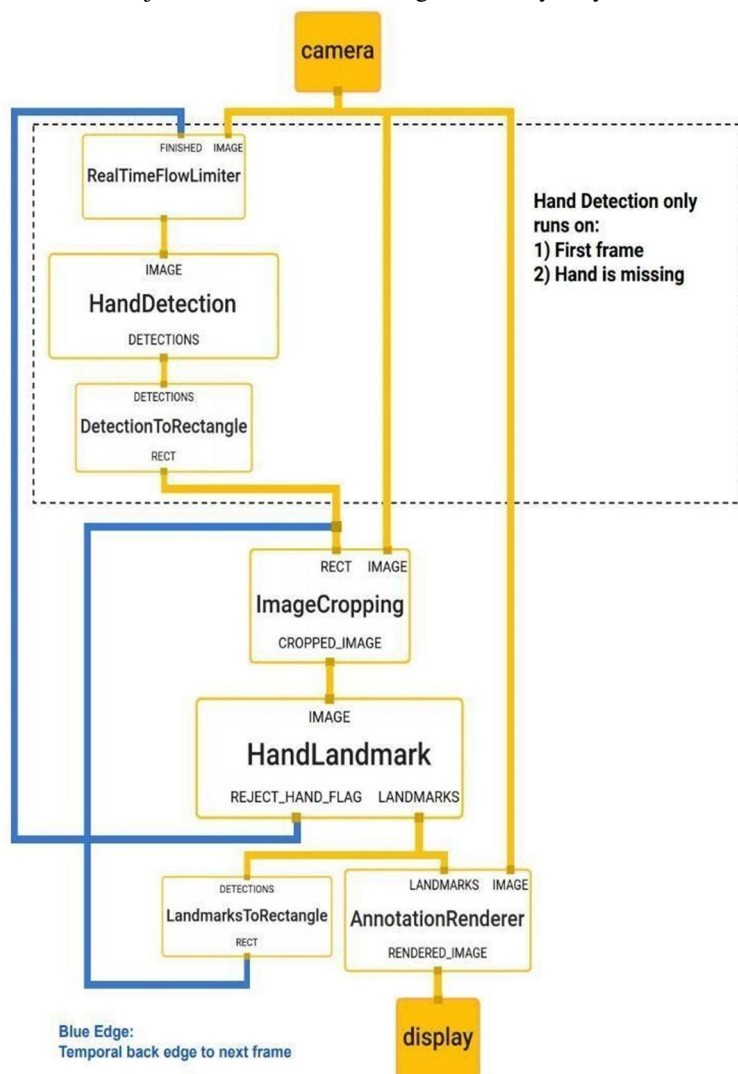 camera
FINISHED IMAGE
RealTimeFlowLimiter
Hand Detection only
runs on:
1) First frame
2) Hand is missing
IMAGE
HandDetection
DETECTIONS
DETECTIONS
DetectionToRectangle
RECT
RECT IMAGE
ImageCropping
CROPPED_IMAGE
IMAGE
HandLandmark
REJECT_HAND_FLAG LANDMARKS
DETECTIONS
LandmarksToRectangle
RECT
LANDMARKS IMAGE
AnnotationRenderer
RENDERED_IMAGE
Blue Edge:
Temporal back edge to next frame
display